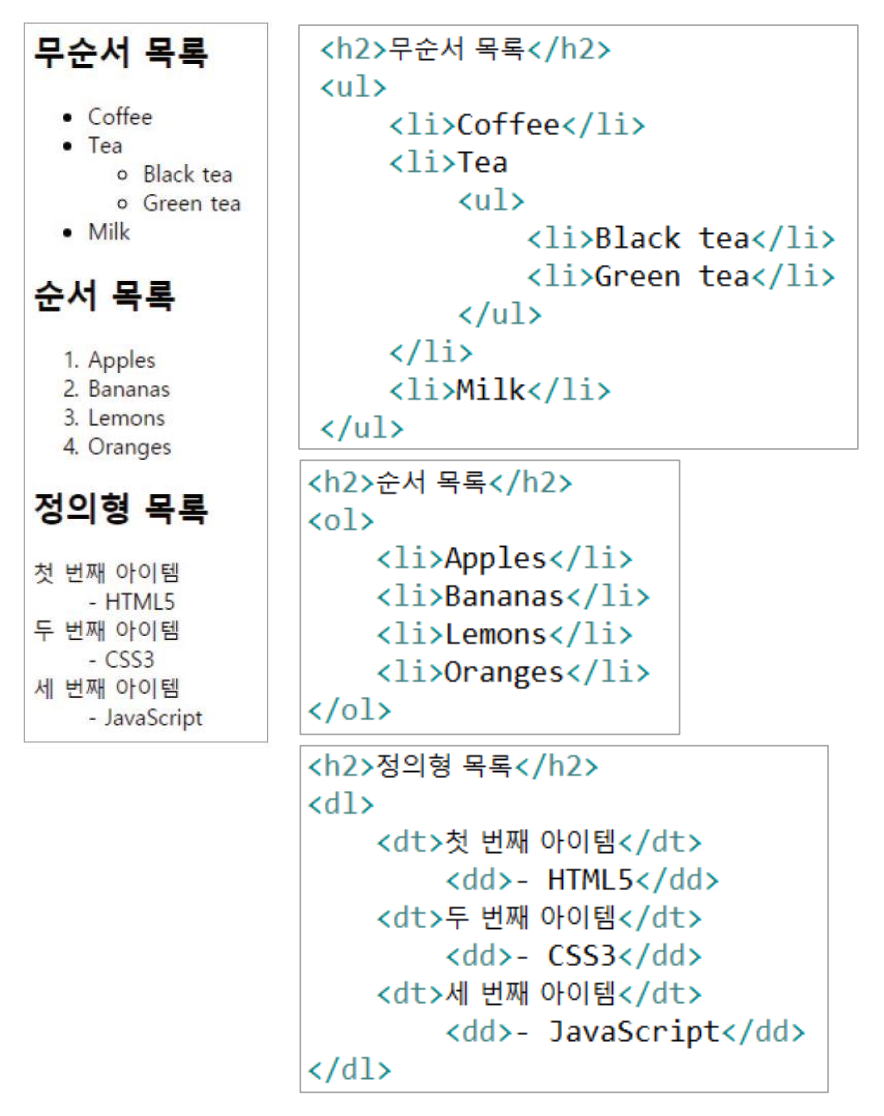 무순서 목록
• Coffee
• Tea
○ Black tea
○ Green tea
• Milk
순서 목록
1. Apples
2. Bananas
3. Lemons
4. Oranges
정의형 목록
첫 번째 아이템
- HTML5
두 번째 아이템
- CSS3
세 번째 아이템
- JavaScript
<h2>무순서 목록</h2>
<ul>
<li>Coffee</li>
<li>Tea
<ul>
<li>Black tea</li>
<li>Green tea</li>
</ul>
</li>
<li>Milk</li>
</ul>
<h2>순서 목록</h2>
<ol>
<li>Apples</li>
<li>Bananas</li>
<li>Lemons</li>
<li>Oranges</li>
</ol>
<h2>정의형 목록</h2>
<dl>
<dt>첫 번째 아이템</dt>
<dd>- HTML5</dd>
<dt>두 번째 아이템</dt>
<dd>- CSS3</dd>
<dt>세 번째 아이템</dt>
<dd>- JavaScript</dd>
</dl>